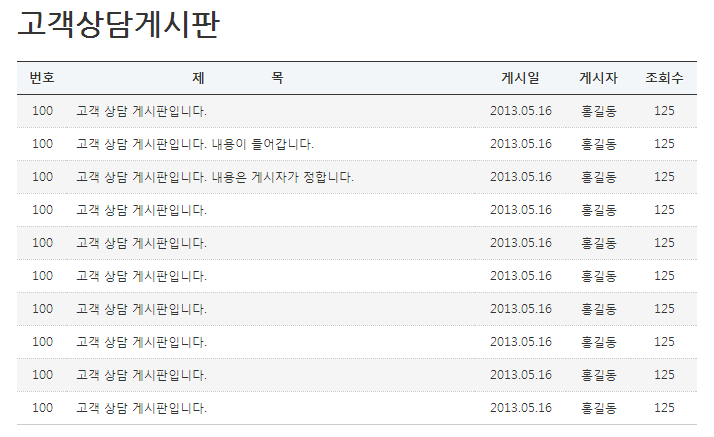 고객상담게시판
번호 제 목 게시일 게시자 조회수
100 고객 상담 게시판입니다. 2013.05.16 홍길동 125
100 고객 상담 게시판입니다. 내용이 들어갑니다. 2013.05.16 홍길동 125
100 고객 상담 게시판입니다. 내용은 게시자가 정합니다. 2013.05.16 홍길동 125
100 고객 상담 게시판입니다. 2013.05.16 홍길동 125
100 고객 상담 게시판입니다. 2013.05.16 홍길동 125
100 고객 상담 게시판입니다. 2013.05.16 홍길동 125
100 고객 상담 게시판입니다. 2013.05.16 홍길동 125
100 고객 상담 게시판입니다. 2013.05.16 홍길동 125
100 고객 상담 게시판입니다. 2013.05.16 홍길동 125
100 고객 상담 게시판입니다. 2013.05.16 홍길동 125